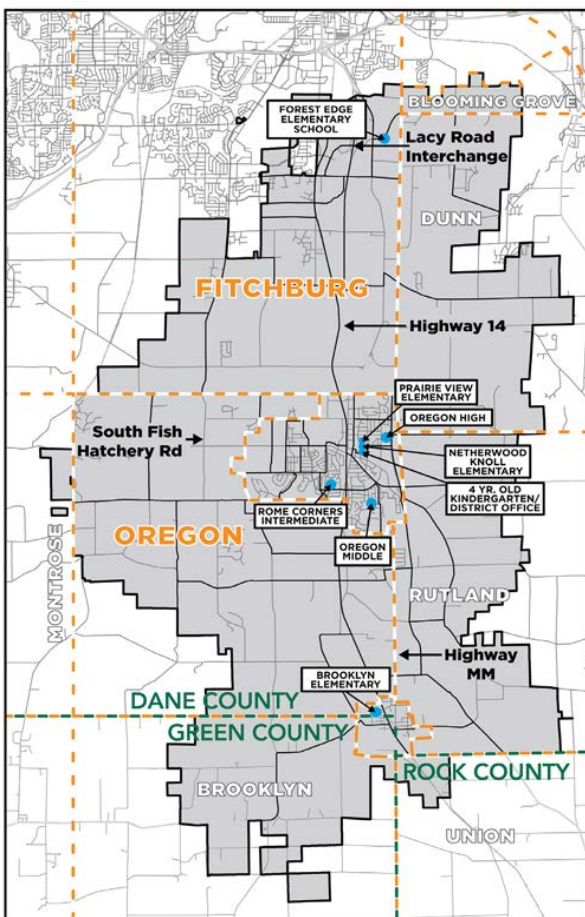 BLOOMING GROVE
FOREST EDGE
ELEMENTARY
SCHOOL
Lacy Road
Interchange
DUNN
FITCHBURG
Highway 14
PRAIRIE VIEW
ELEMENTARY
OREGON HIGH
South Fish
Hatchery Rd
NETHERWOOD
KNOLL
ELEMENTARY
4 YR. OLD
KINDERGARTEN/
DISTRICT OFFICE
ROME CORNERS
INTERMEDIATE
OREGON
OREGON
MIDDLE
MONTROSE
RUTLAND
BROOKLYN
ELEMENTARY
Highway
MM
DANE COUNTY
GREEN COUNTY
ROCK COUNTY
BROOKLYN
UNION